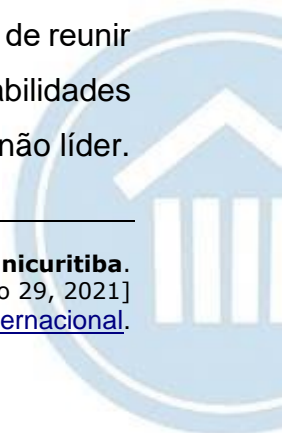 de reunir
abilidades
não líder.
nicuritiba.
o 29, 2021]
ernacional.